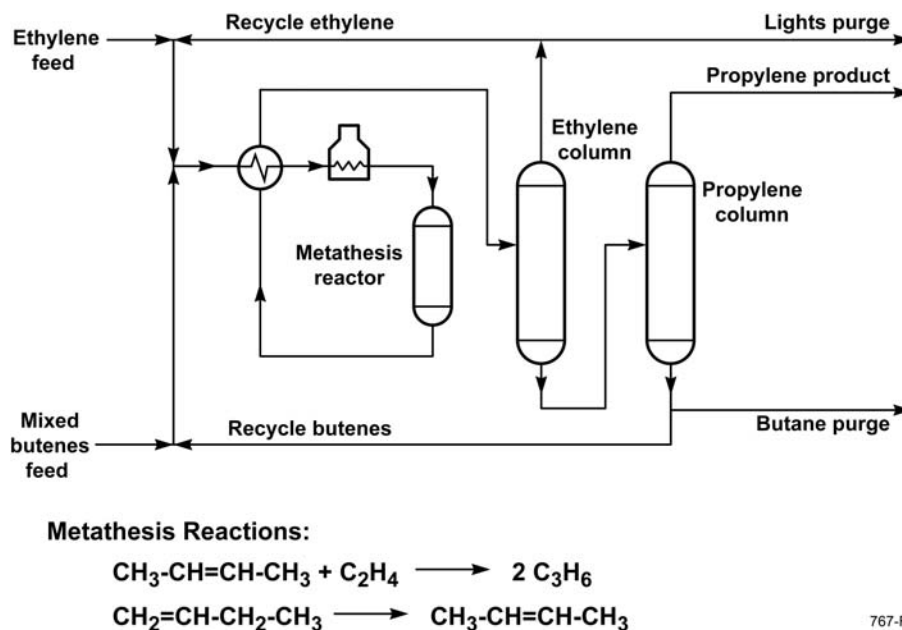 Ethylene
feed
Recycle ethylene
Lights purge
Propylene product
Ethylene
column
Propylene
column
Metathesis
reactor
Mixed
butenes
feed
Recycle butenes
Butane purge
Metathesis Reactions:
CH₃-CH=CH-CH₃ + C₂H₄ ⟶ 2 C₃H₆
CH₂=CH-CH₂-CH₃ ⟶ CH₃-CH=CH-CH₃